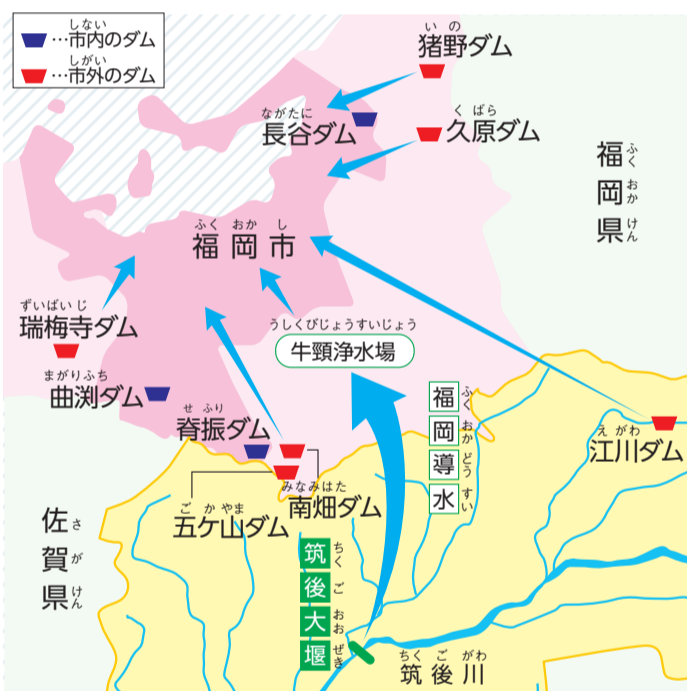 しない
…市内のダム
しがい
…市外のダム
いの
猪野ダム
ながたに
長谷ダム
くばら
久原ダム
福岡県
ふくおかけん
ふくおかし
福岡市
ずいばいじ
瑞梅寺ダム
うしくびじょうすいじょう
牛頸浄水場
まがりふち
曲渕ダム
せふり
脊振ダム
福岡導水
ふくおかどうすい
えがわ
江川ダム
みなみはた
南畑ダム
ごかやま
五ケ山ダム
佐賀県
さがけん
筑後大堰
ちくごおおぜき
ちくごがわ
筑後川